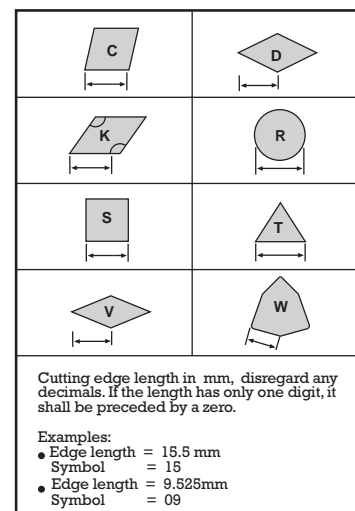 C
D
K
R
S
T
V
W
Cutting edge length in mm, disregard any
decimals. If the length has only one digit, it
shall be preceded by a zero.
Examples:
• Edge length = 15.5 mm
Symbol = 15
• Edge length = 9.525mm
Symbol = 09